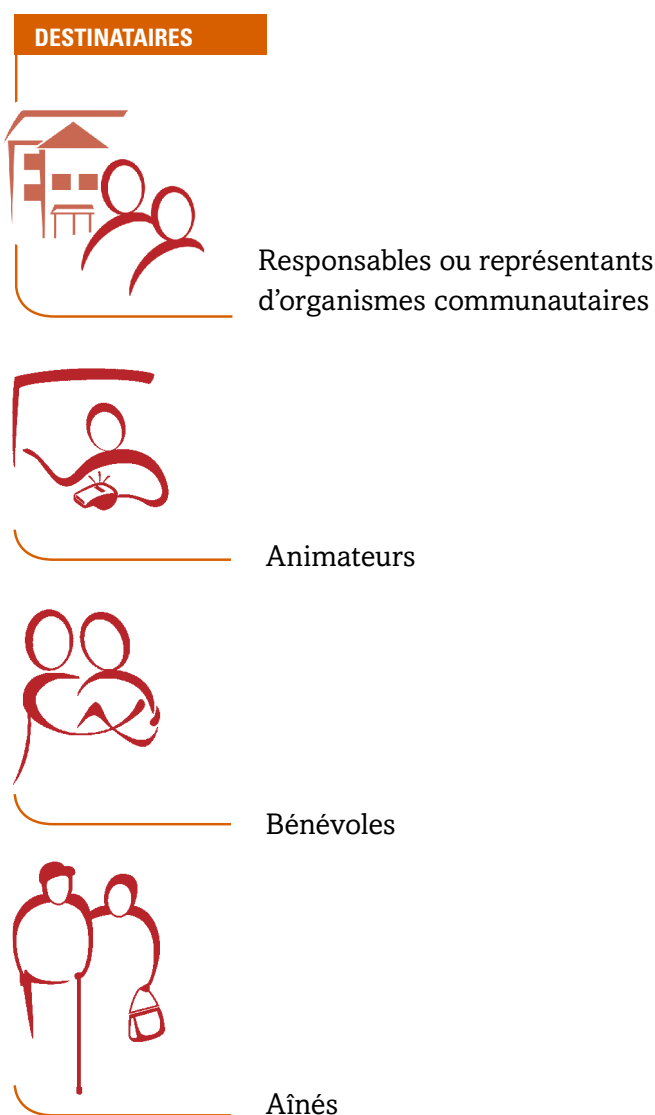 DESTINATAIRES
Responsables ou représentants
d’organismes communautaires
Animateurs
Bénévoles
Aînés